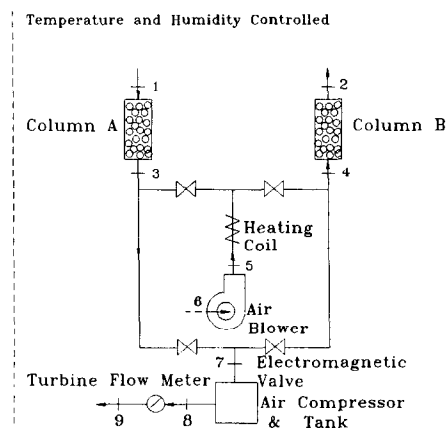 Temperature and Humidity Controlled
1
2
Column A
Column B
3
4
Heating
Coil
5
6
Air
Blower
7
Electromagnetic
Valve
Turbine Flow Meter
Air Compressor
& Tank
9
8